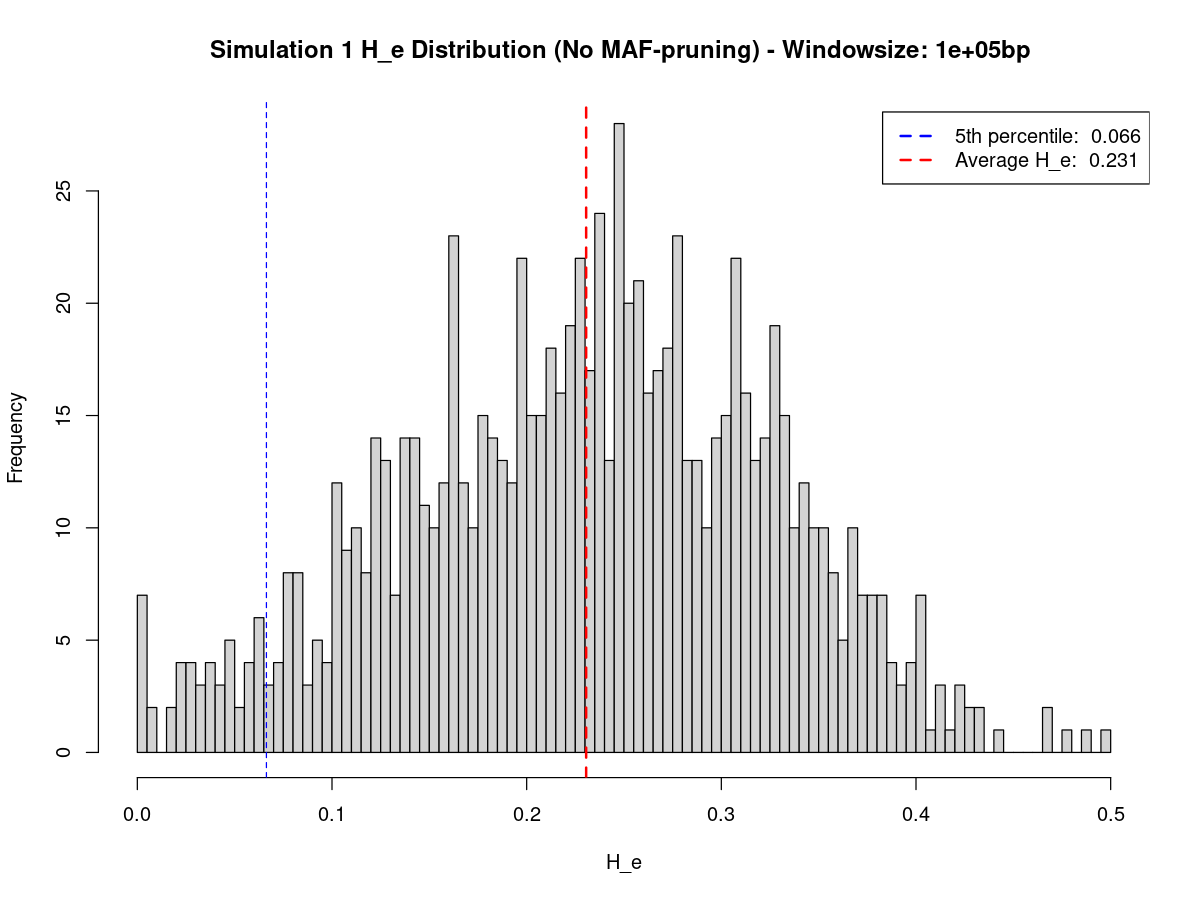 Simulation 1 H_e Distribution (No MAF-pruning) - Windowsize: 1e+05bp
5th percentile: 0.066
Average H_e: 0.231
Frequency
25
20
15
10
5
0
0.0 0.1 0.2 0.3 0.4 0.5
H_e